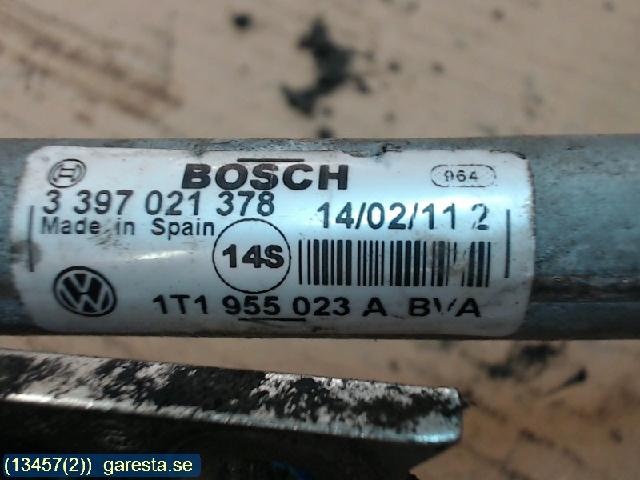 BOSCH 964
3 397 021 378 14/02/11 2
Made in Spain
14S
1T1 955 023 A BVA
(13457(2)) garesta.se